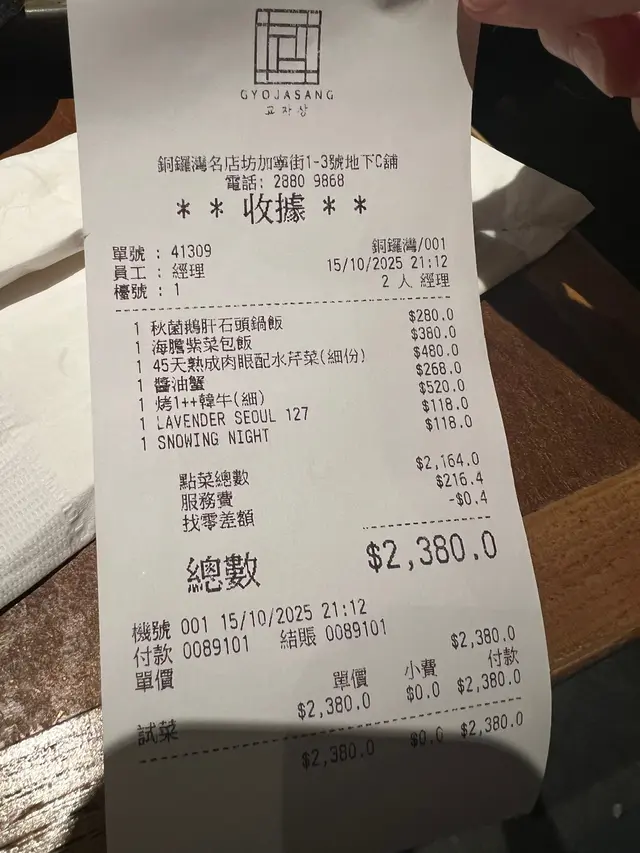 GYOJASANG
교자상
銅鑼灣名店坊加寧街1-3號地下C舖
電話: 2880 9868
* * 收據 * *
單號 : 41309
銅鑼灣/001
員工 : 經理
15/10/2025 21:12
檯號 : 1
2 人 經理
1 秋菌鵝肝石頭鍋飯 $280.0
1 海膽紫菜包飯 $380.0
1 45天熟成肉眼配水芹菜(細份) $480.0
1 醬油蟹 $268.0
1 烤1++韓牛(細) $520.0
1 LAVENDER SEOUL 127 $118.0
1 SNOWING NIGHT $118.0
點菜總數 $2,164.0
服務費 $216.4
找零差額 -$0.4
總數 $2,380.0
機號 001 15/10/2025 21:12
付款 0089101 結賬 0089101 $2,380.0
單價 單價 小費 付款
$2,380.0 $0.0 $2,380.0
試菜
$2,380.0 $0.0 $2,380.0